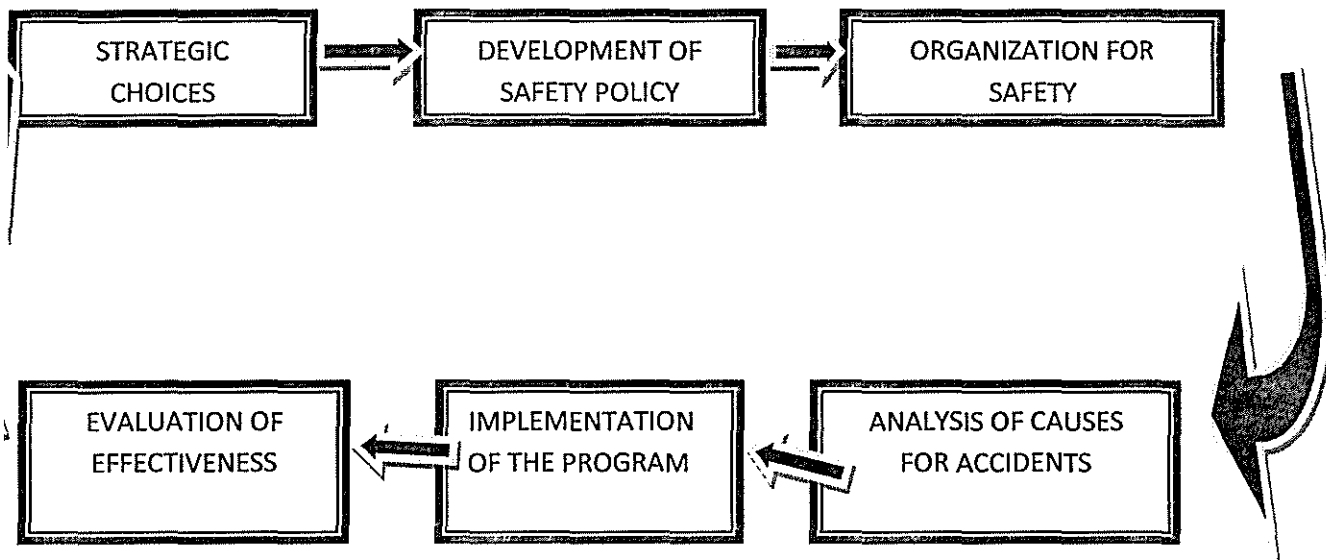 STRATEGIC
CHOICES
DEVELOPMENT OF
SAFETY POLICY
ORGANIZATION FOR
SAFETY
ANALYSIS OF CAUSES
FOR ACCIDENTS
IMPLEMENTATION
OF THE PROGRAM
EVALUATION OF
EFFECTIVENESS